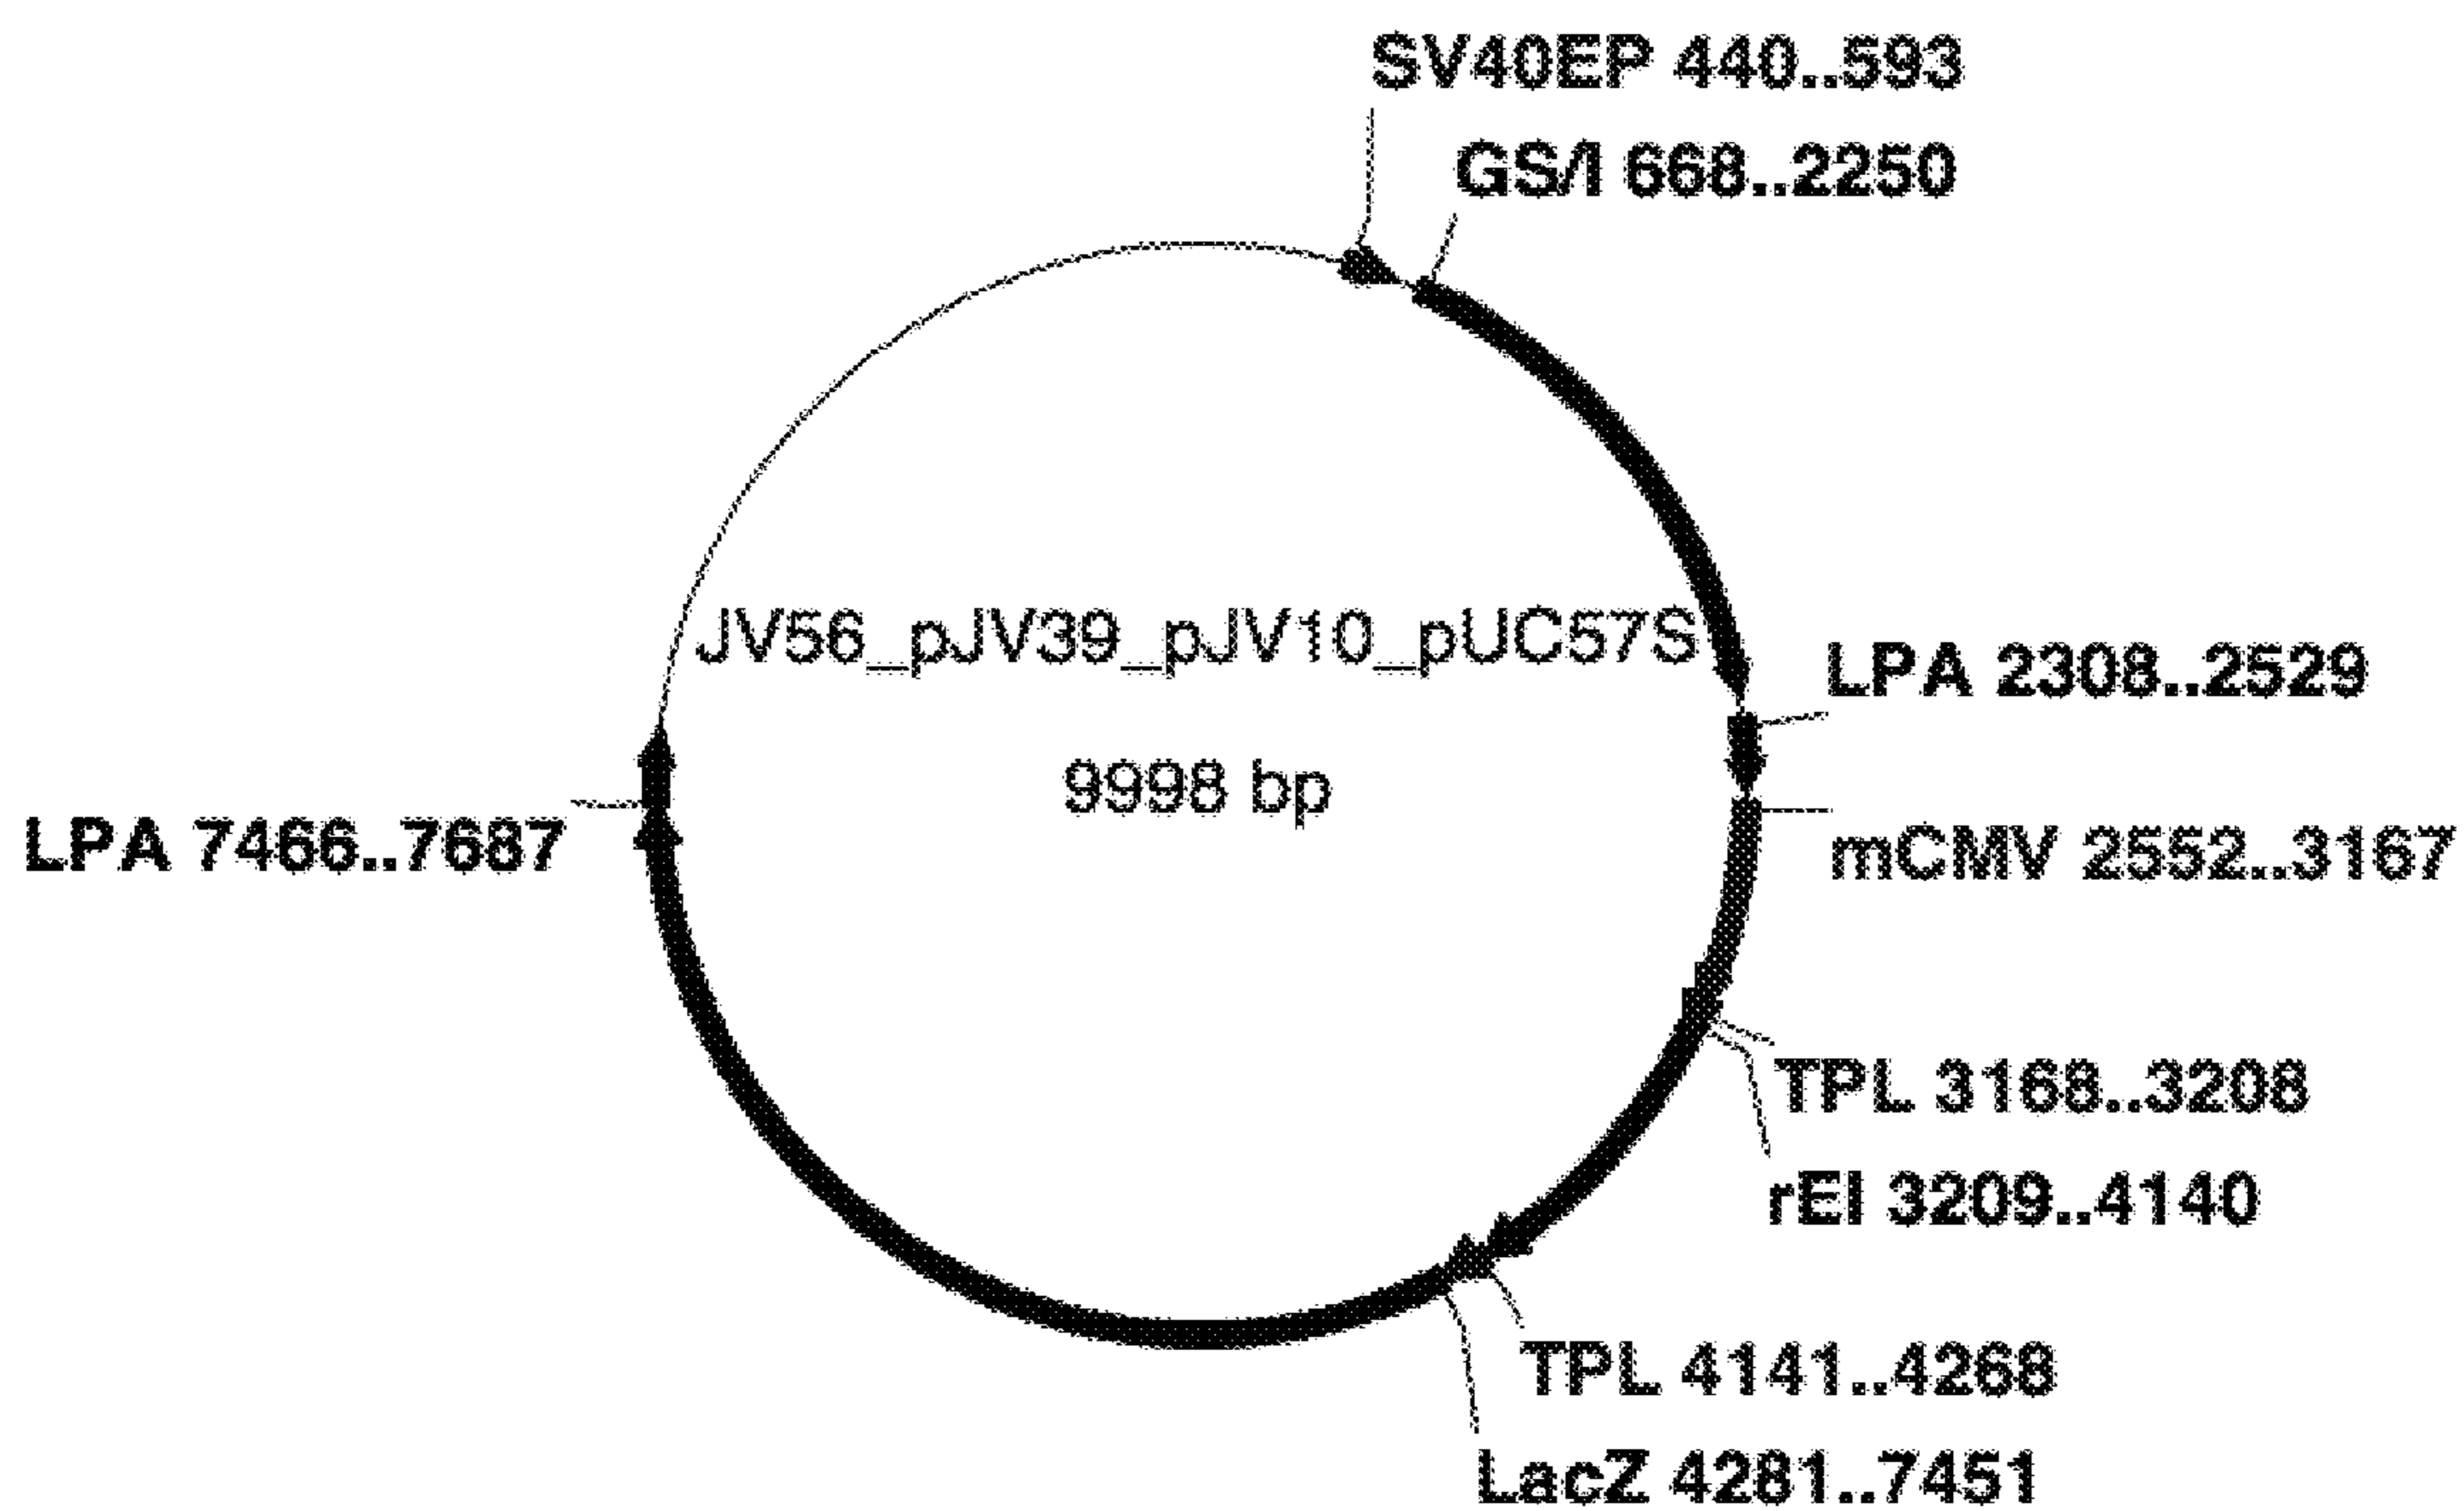 SV40EP 440..593
GS/I 668..2250
JV56_pJV39_pJV10_pUC57S
9998 bp
LPA 2308..2529
mCMV 2552..3167
LPA 7466..7687
TPL 3168..3208
rEI 3209..4140
TPL 4141..4268
LacZ 4281..7451